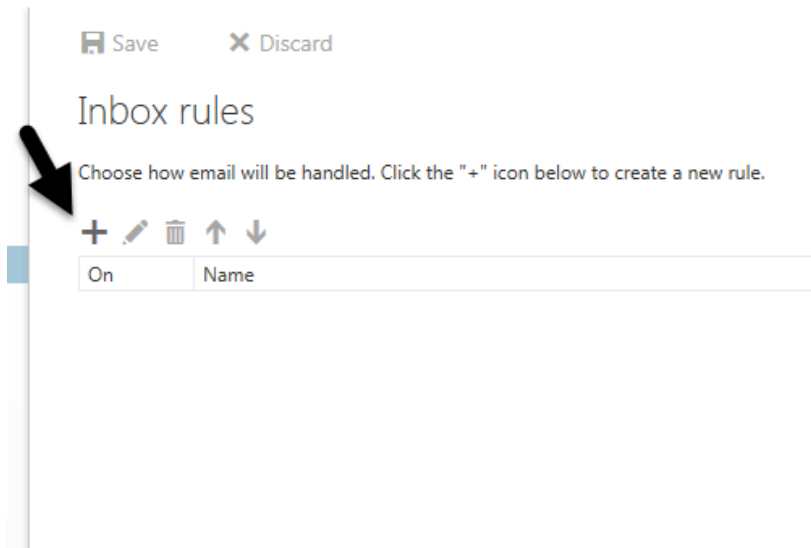 Save Discard
Inbox rules
Choose how email will be handled. Click the "+" icon below to create a new rule.
On Name